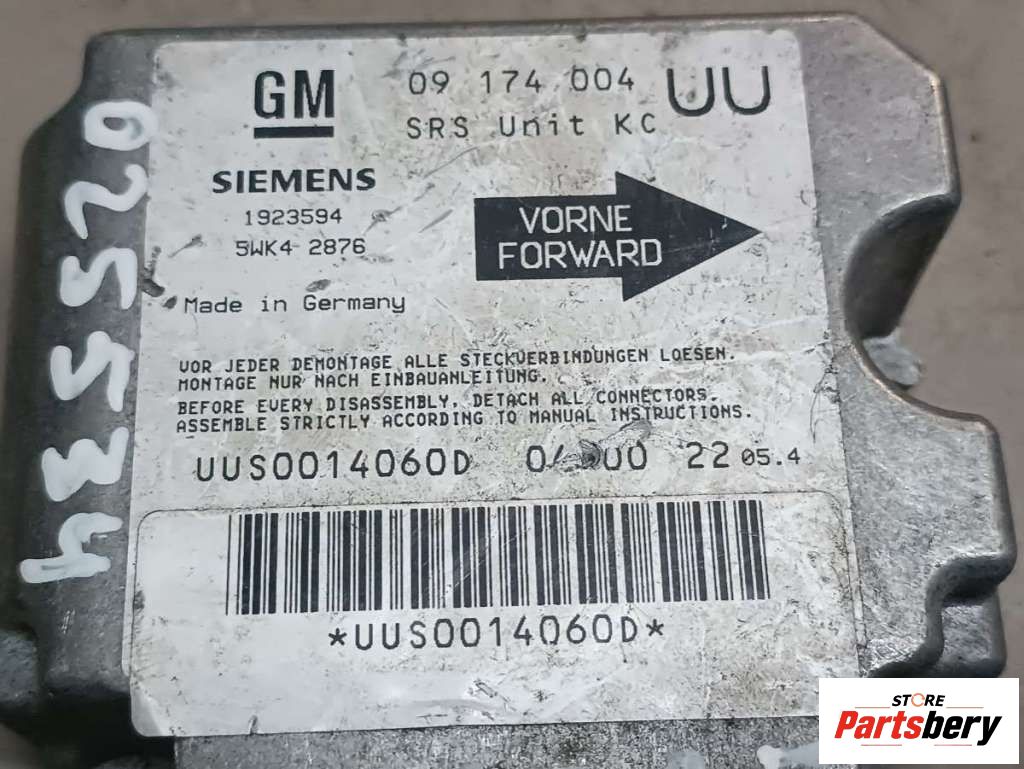 GM 09 174 004 UU
SRS Unit KC
SIEMENS
1923594
5WK4 2876
VORNE
FORWARD
Made in Germany
VOR JEDER DEMONTAGE ALLE STECKVERBINDUNGEN LOESEN.
MONTAGE NUR NACH EINBAUANLEITUNG.
BEFORE EVERY DISASSEMBLY, DETACH ALL CONNECTORS.
ASSEMBLE STRICTLY ACCORDING TO MANUAL INSTRUCTIONS.
UUS0014060D 22 05.4
*UUS0014060D*
STORE
Partsbery